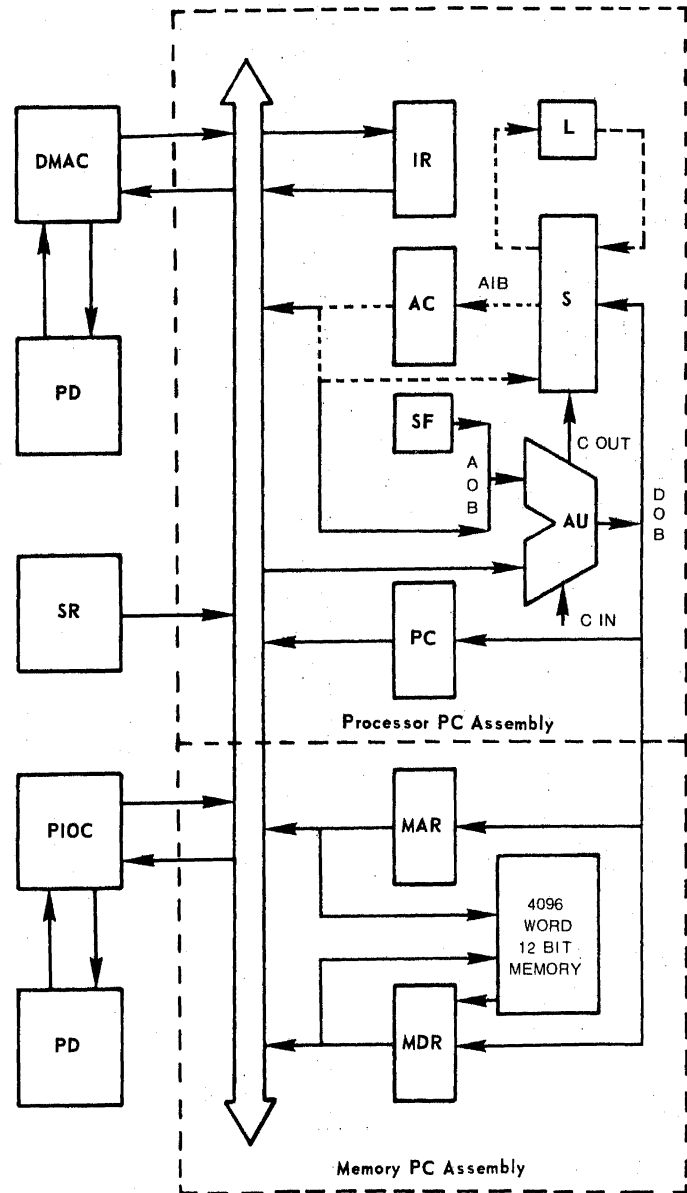 DMAC
IR
L
AC
AIB
S
PD
SF
A
O
B
C OUT
D
O
B
AU
SR
PC
C IN
Processor PC Assembly
PIOC
MAR
4096
WORD
12 BIT
MEMORY
PD
MDR
Memory PC Assembly